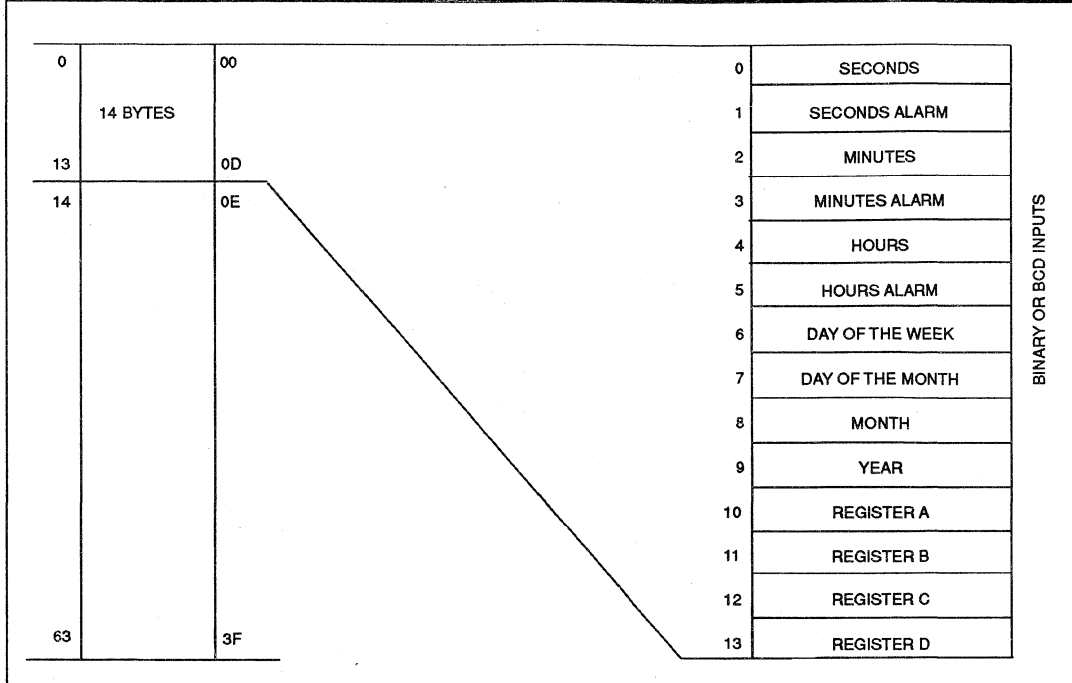 0 00
14 BYTES
13 0D
14 0E
63 3F
0 SECONDS
1 SECONDS ALARM
2 MINUTES
3 MINUTES ALARM
4 HOURS
5 HOURS ALARM
6 DAY OF THE WEEK
7 DAY OF THE MONTH
8 MONTH
9 YEAR
10 REGISTER A
11 REGISTER B
12 REGISTER C
13 REGISTER D
BINARY OR BCD INPUTS